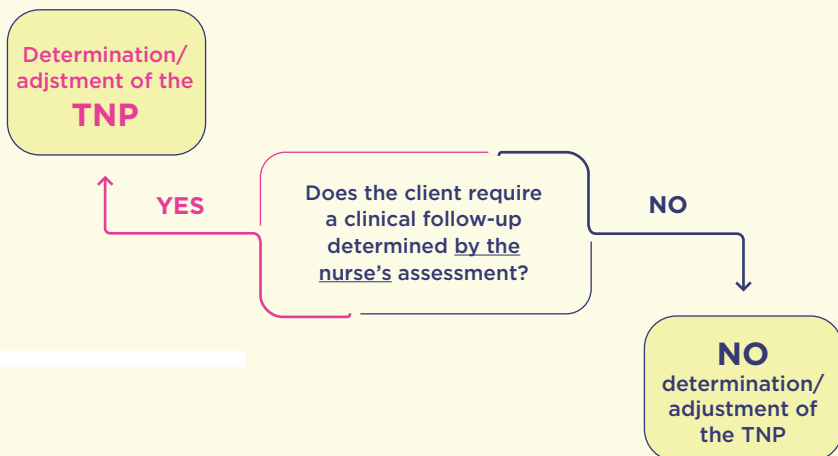 Determination/
adjstment of the
TNP
YES
Does the client require
a clinical follow-up
determined by the
nurse's assessment?
NO
NO
determination/
adjustment of
the TNP